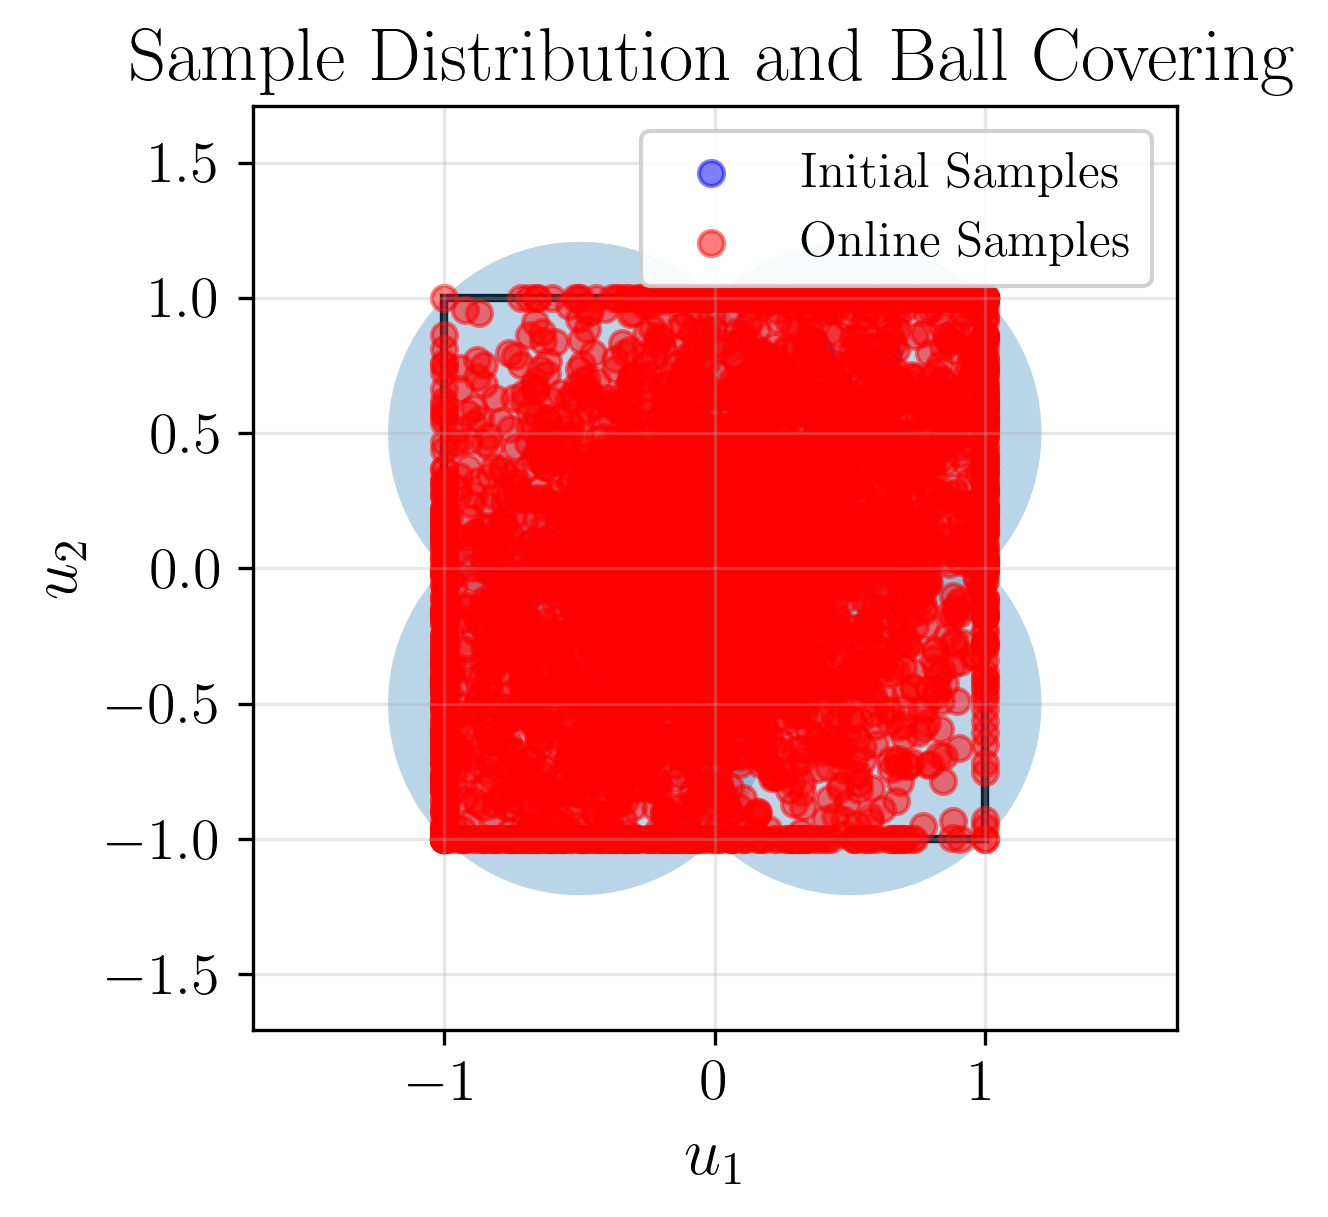 Sample Distribution and Ball Covering
Initial Samples
Online Samples
1.5
1.0
0.5
0.0
−0.5
−1.0
−1.5
u₂
−1 0 1
u₁